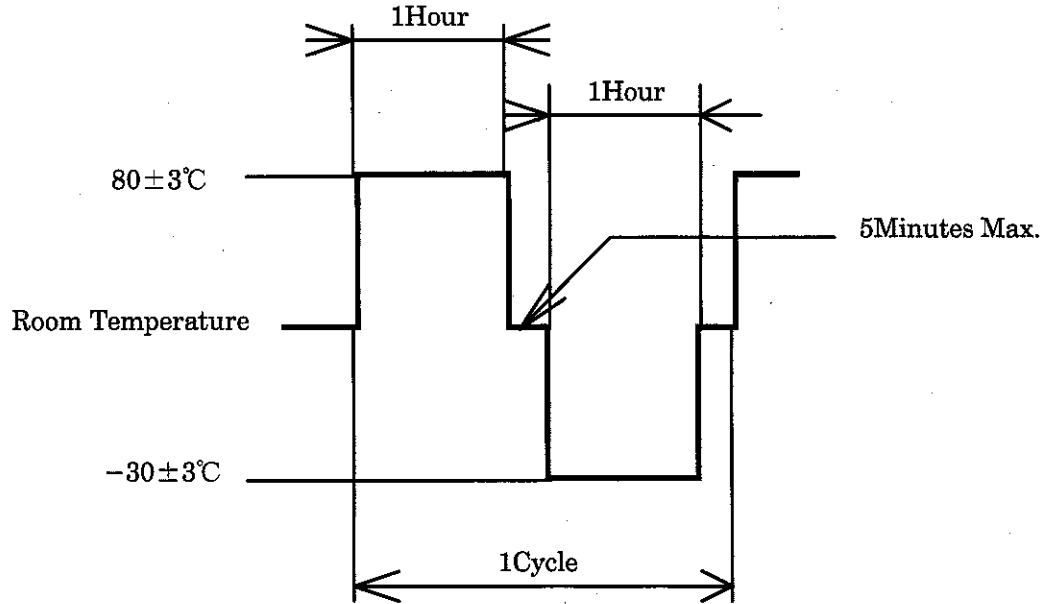 1Hour
1Hour
80±3℃
5Minutes Max.
Room Temperature
−30±3℃
1Cycle